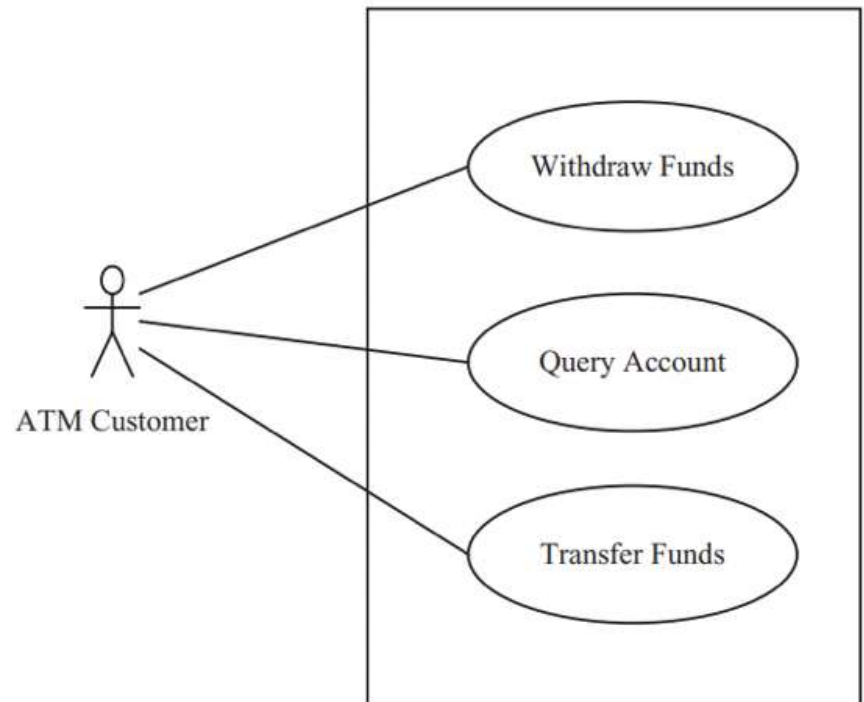 Withdraw Funds
Query Account
ATM Customer
Transfer Funds